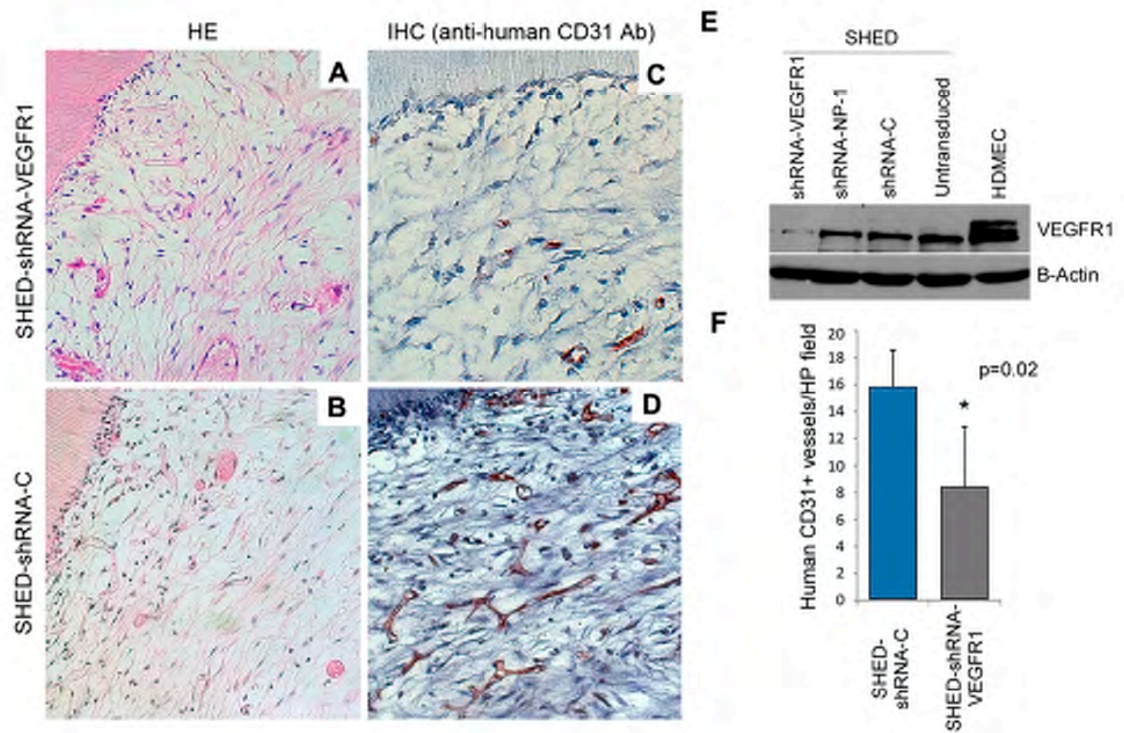 HE
IHC (anti-human CD31 Ab)
SHED-shRNA-VEGFR1
A
C
SHED-shRNA-C
B
D
E
SHED
shRNA-VEGFR1
shRNA-NP-1
shRNA-C
Untransduced
HDMEC
VEGFR1
B-Actin
F
Human CD31+ vessels/HP field
20
18
16
14
12
10
8
6
4
2
0
p=0.02
*
SHED-
shRNA-C
SHED-shRNA-
VEGFR1